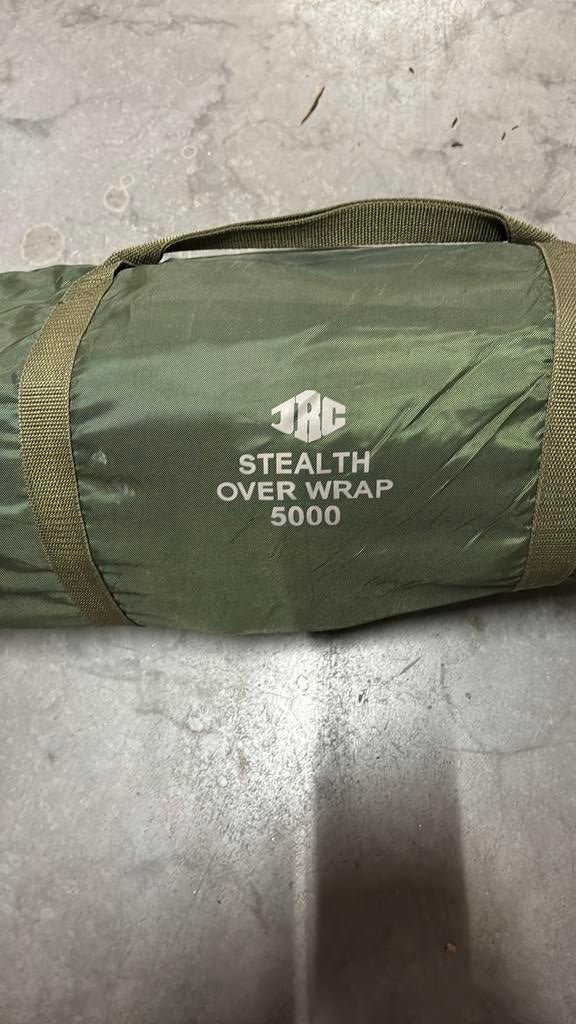 JRC
STEALTH
OVER WRAP
5000